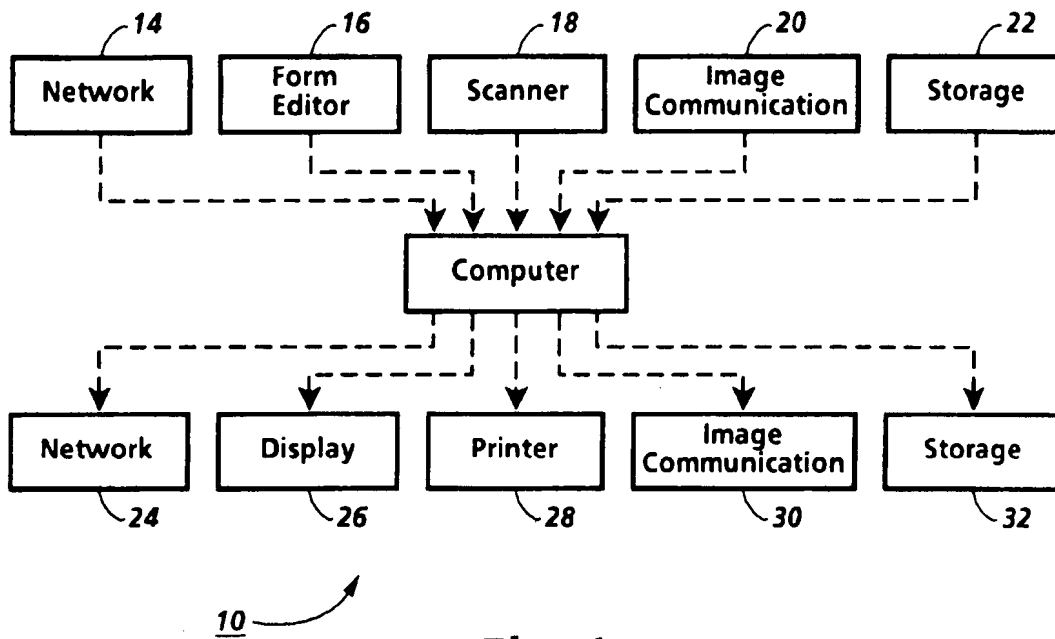 14 16 18 20 22
Network
Form
Editor
Scanner
Image
Communication
Storage
Computer
Network
Display
Printer
Image
Communication
Storage
24 26 28 30 32
10